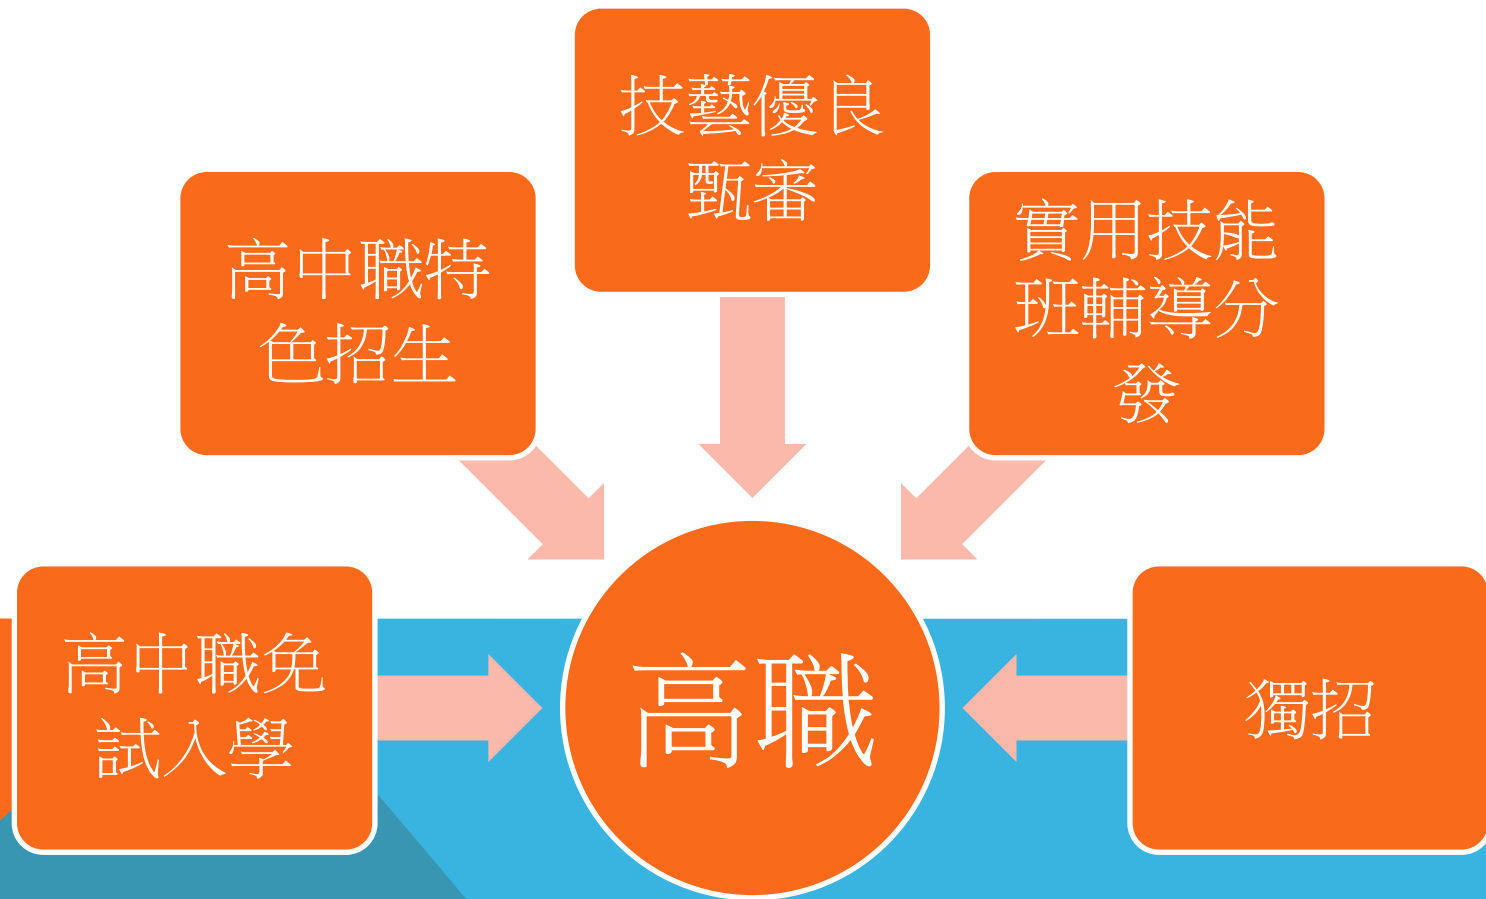 技藝優良
甄審
高中職特
色招生
實用技能
班輔導分
發
高中職免
試入學
高職
獨招